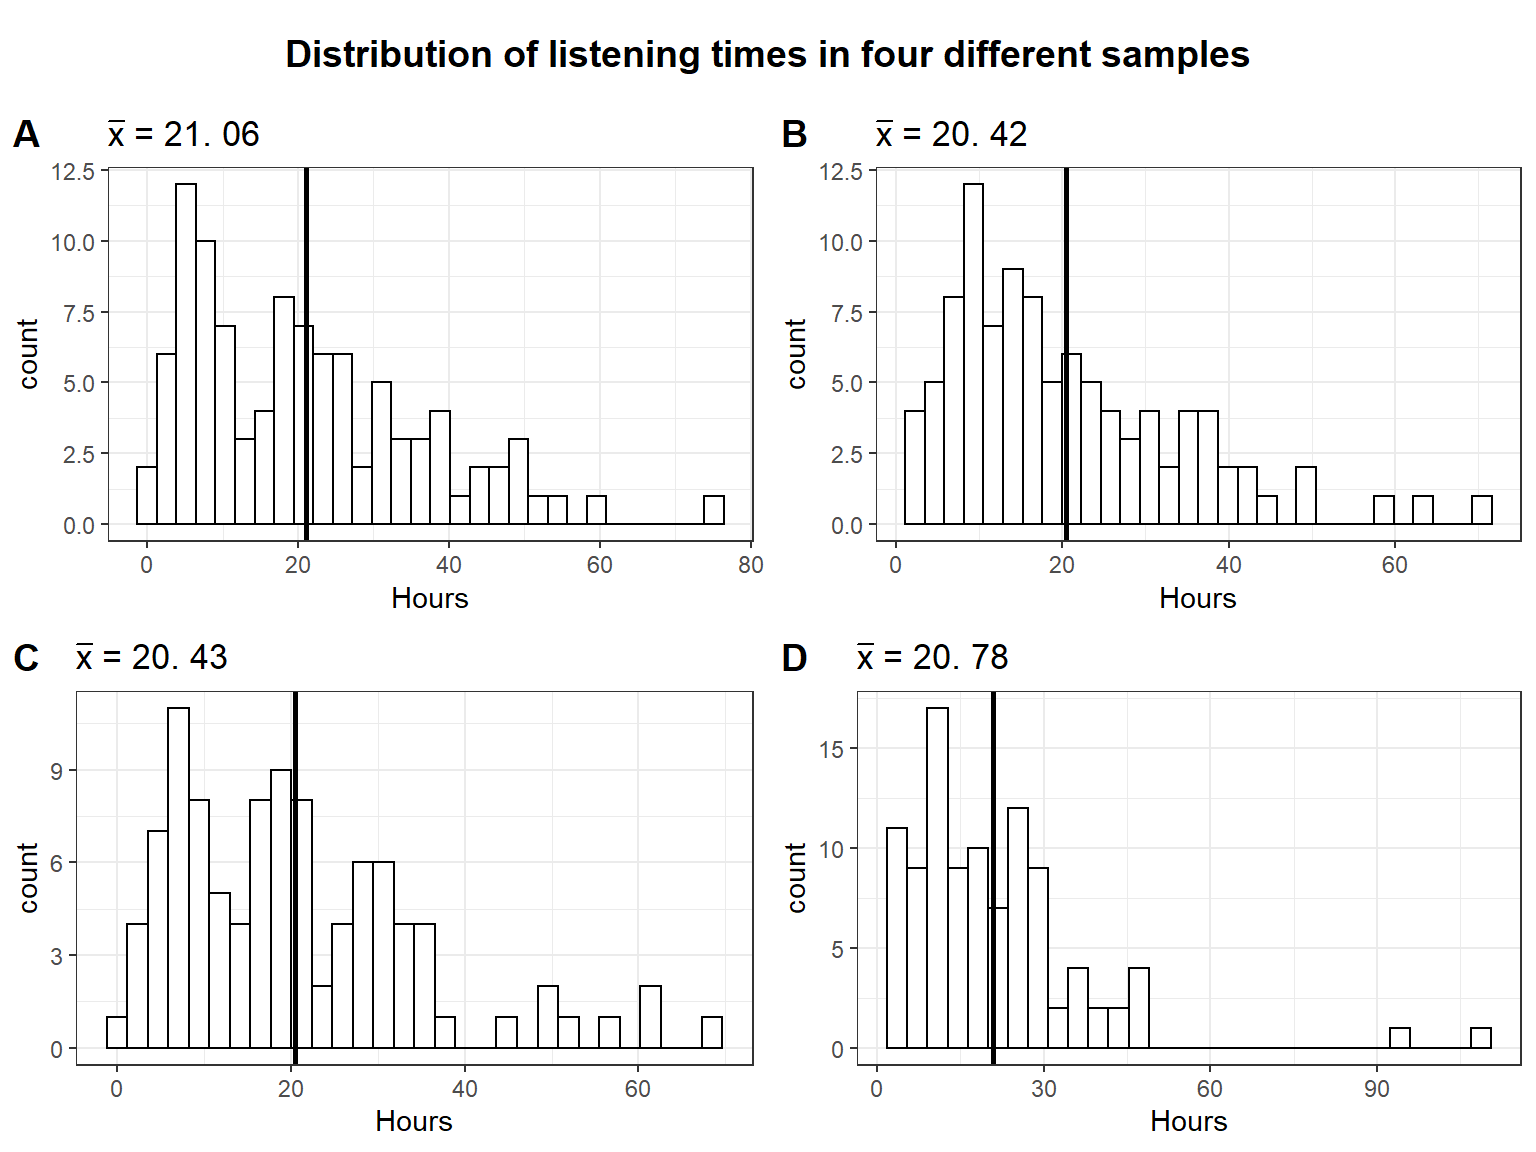 Distribution of listening times in four different samples
A
x̅ = 21. 06
12.5
10.0
7.5
5.0
2.5
0.0
count
0 20 40 60 80
Hours
B
x̅ = 20. 42
12.5
10.0
7.5
5.0
2.5
0.0
count
0 20 40 60
Hours
C
x̅ = 20. 43
9
6
3
0
count
0 20 40 60
Hours
D
x̅ = 20. 78
15
10
5
0
count
0 30 60 90
Hours